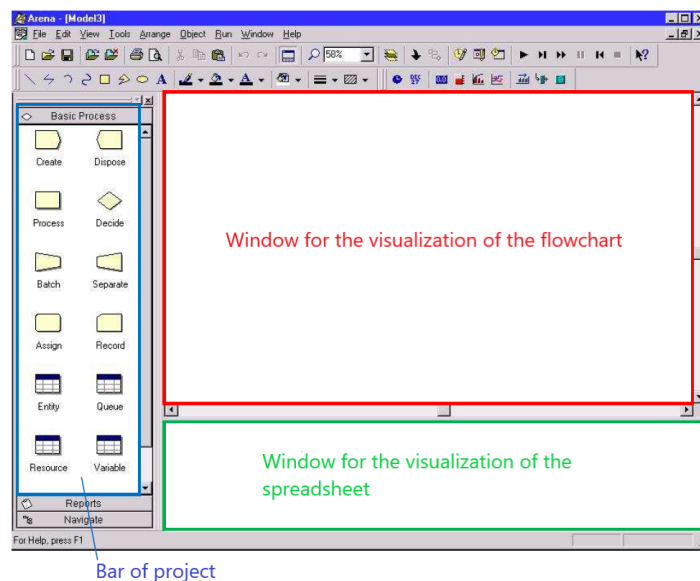 Arena - [Model3]
File Edit View Tools Arrange Object Run Window Help
58%
A A
Basic Process
Create Dispose
Process Decide
Batch Separate
Assign Record
Entity Queue
Resource Variable
Reports
Navigate
For Help, press F1
Window for the visualization of the flowchart
Window for the visualization of the
spreadsheet
Bar of project